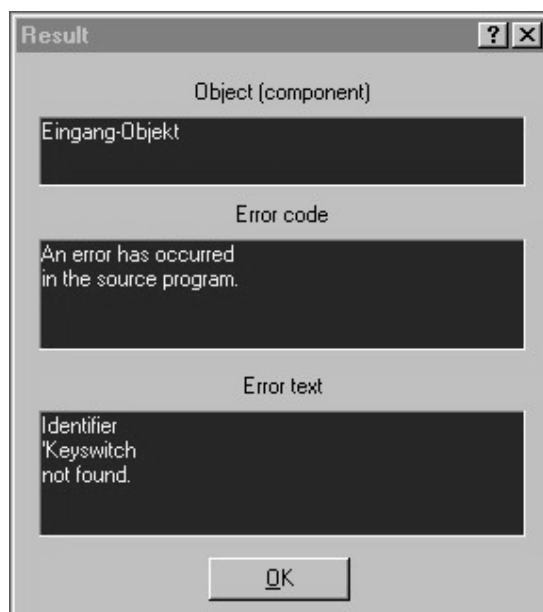 Result
Object (component)
Eingang-Objekt
Error code
An error has occurred
in the source program.
Error text
Identifier
'Keyswitch
not found.
OK